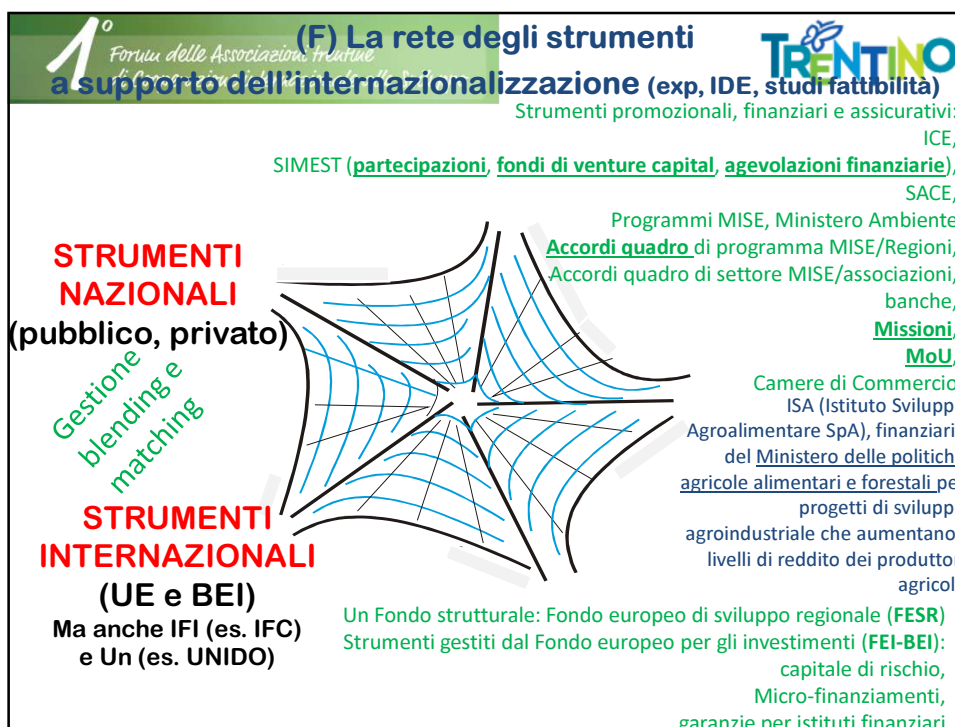 1°
Forum delle Associazioni trentine
(F) La rete degli strumenti
TRENTINO
a supporto dell'internazionalizzazione (exp, IDE, studi fattibilità)
Strumenti promozionali, finanziari e assicurativi:
ICE,
SIMEST (partecipazioni, fondi di venture capital, agevolazioni finanziarie),
SACE,
Programmi MISE, Ministero Ambiente
Accordi quadro di programma MISE/Regioni,
Accordi quadro di settore MISE/associazioni,
banche,
Missioni,
MoU,
Camere di Commercio
ISA (Istituto Svilupp
Agroalimentare SpA), finanziari
del Ministero delle politich
agricole alimentari e forestali pe
progetti di svilupp
agroindustriale che aumentano
livelli di reddito dei produtto
agricol
STRUMENTI
NAZIONALI
(pubblico, privato)
Gestione
blending e
matching
STRUMENTI
INTERNAZIONALI
(UE e BEI)
Ma anche IFI (es. IFC)
e Un (es. UNIDO)
Un Fondo strutturale: Fondo europeo di sviluppo regionale (FESR)
Strumenti gestiti dal Fondo europeo per gli investimenti (FEI-BEI):
capitale di rischio,
Micro-finanziamenti,
garanzie per istituti finanziari